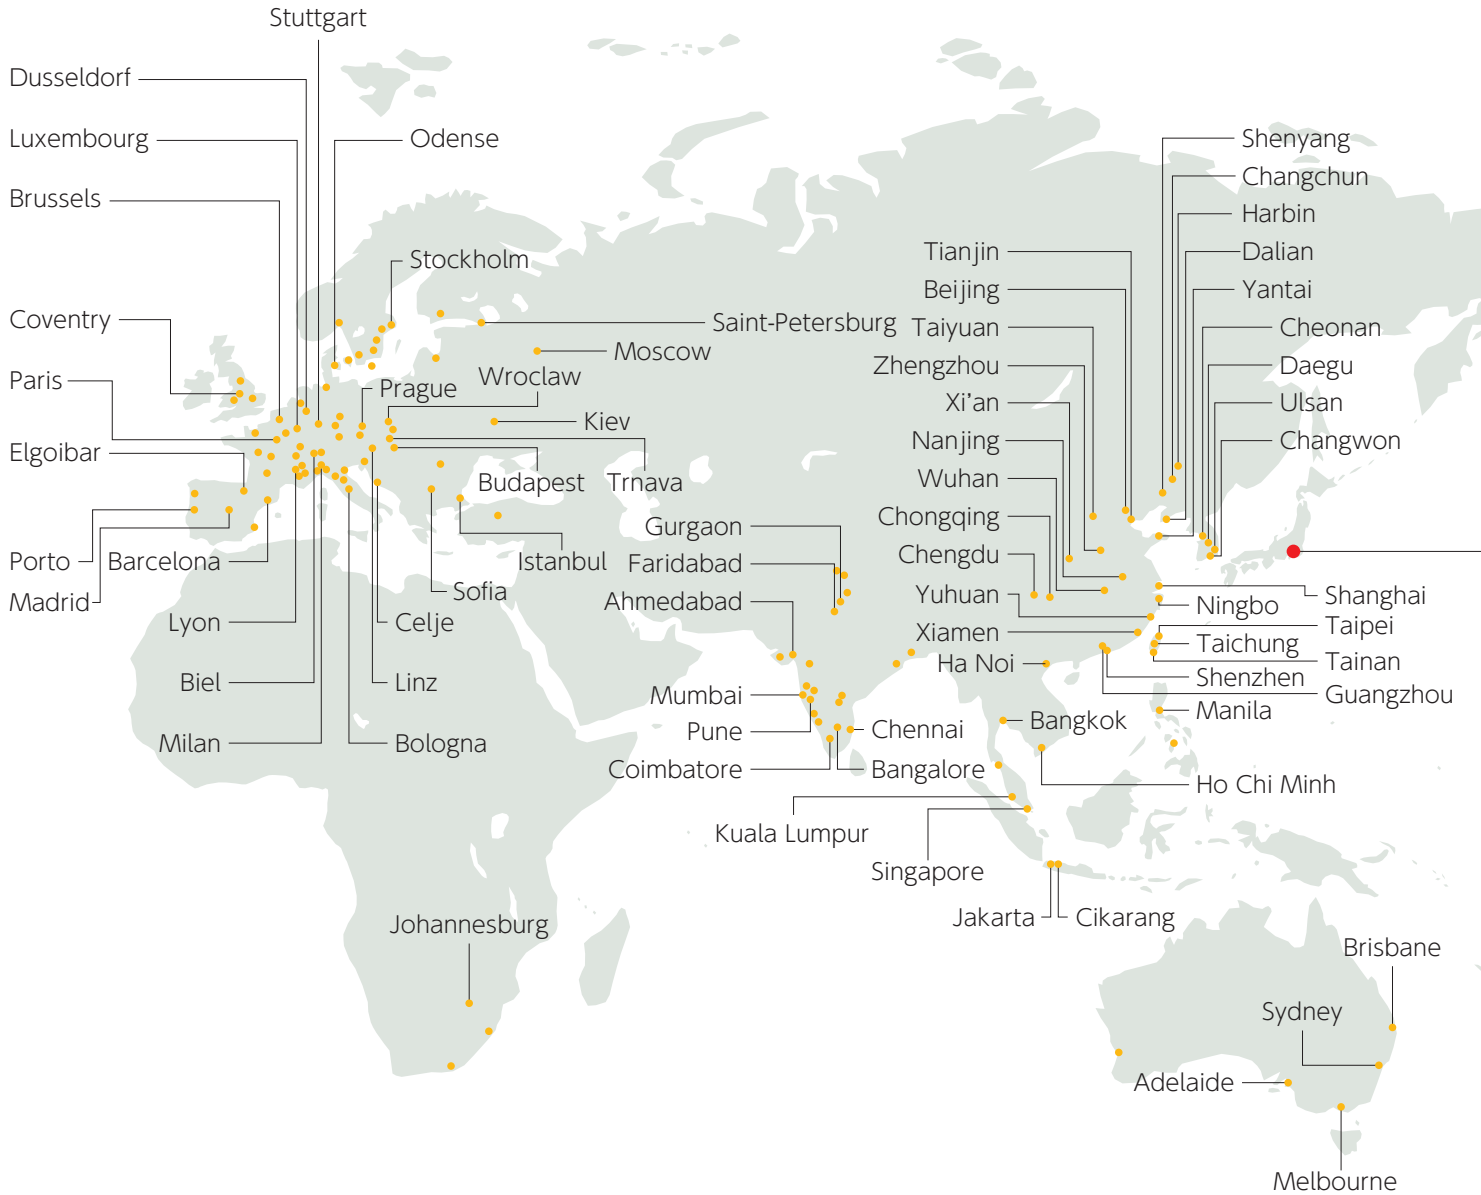 Stuttgart
Dusseldorf
Luxembourg
Brussels
Odense
Stockholm
Coventry
Paris
Elgoibar
Saint-Petersburg
Moscow
Wroclaw
Prague
Kiev
Budapest
Trnava
Istanbul
Sofia
Porto
Barcelona
Madrid
Lyon
Celje
Biel
Linz
Milan
Bologna
Johannesburg
Gurgaon
Faridabad
Ahmedabad
Mumbai
Pune
Coimbatore
Chennai
Bangalore
Kuala Lumpur
Singapore
Jakarta
Cikarang
Tianjin
Beijing
Taiyuan
Zhengzhou
Xi’an
Nanjing
Wuhan
Chongqing
Chengdu
Yuhuan
Xiamen
Ha Noi
Bangkok
Shenyang
Changchun
Harbin
Dalian
Yantai
Cheonan
Daegu
Ulsan
Changwon
Shanghai
Ningbo
Taipei
Taichung
Tainan
Shenzhen
Guangzhou
Manila
Ho Chi Minh
Brisbane
Sydney
Adelaide
Melbourne